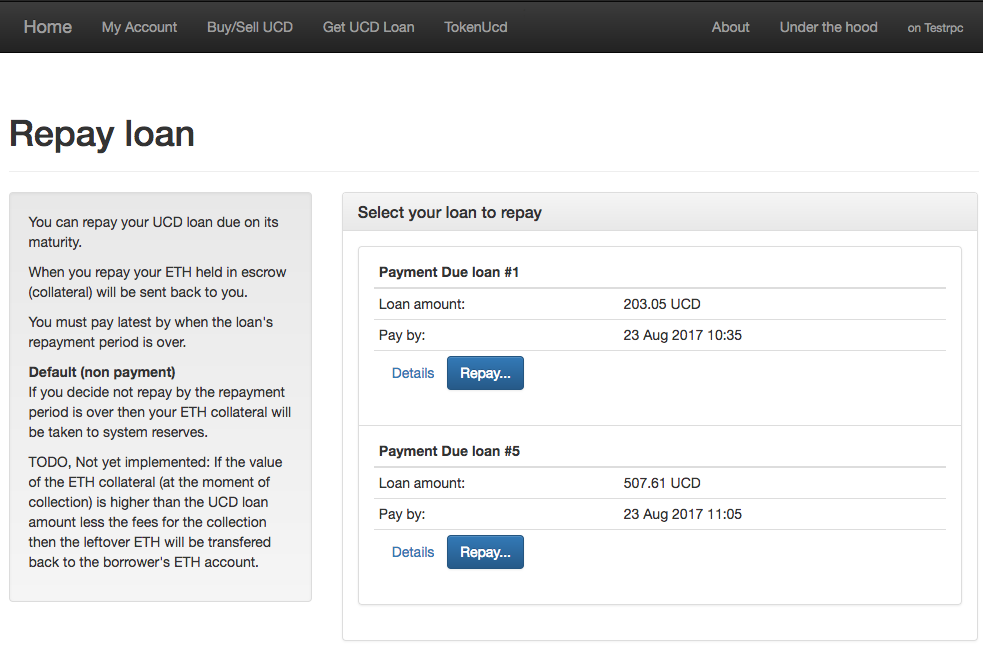 Home My Account Buy/Sell UCD Get UCD Loan TokenUcd About Under the hood on Testrpc
Repay loan
You can repay your UCD loan due on its
maturity.
When you repay your ETH held in escrow
(collateral) will be sent back to you.
You must pay latest by when the loan's
repayment period is over.
Default (non payment)
If you decide not repay by the repayment
period is over then your ETH collateral will
be taken to system reserves.
TODO, Not yet implemented: If the value
of the ETH collateral (at the moment of
collection) is higher than the UCD loan
amount less the fees for the collection
then the leftover ETH will be transfered
back to the borrower's ETH account.
Select your loan to repay
Payment Due loan #1
Loan amount: 203.05 UCD
Pay by: 23 Aug 2017 10:35
Details Repay...
Payment Due loan #5
Loan amount: 507.61 UCD
Pay by: 23 Aug 2017 11:05
Details Repay...